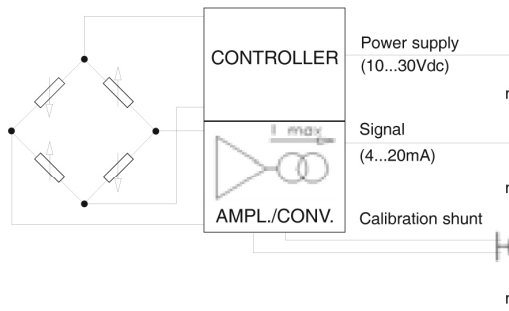 CONTROLLER
Power supply
(10...30Vdc)
I max
Signal
(4...20mA)
AMPL./CONV.
Calibration shunt